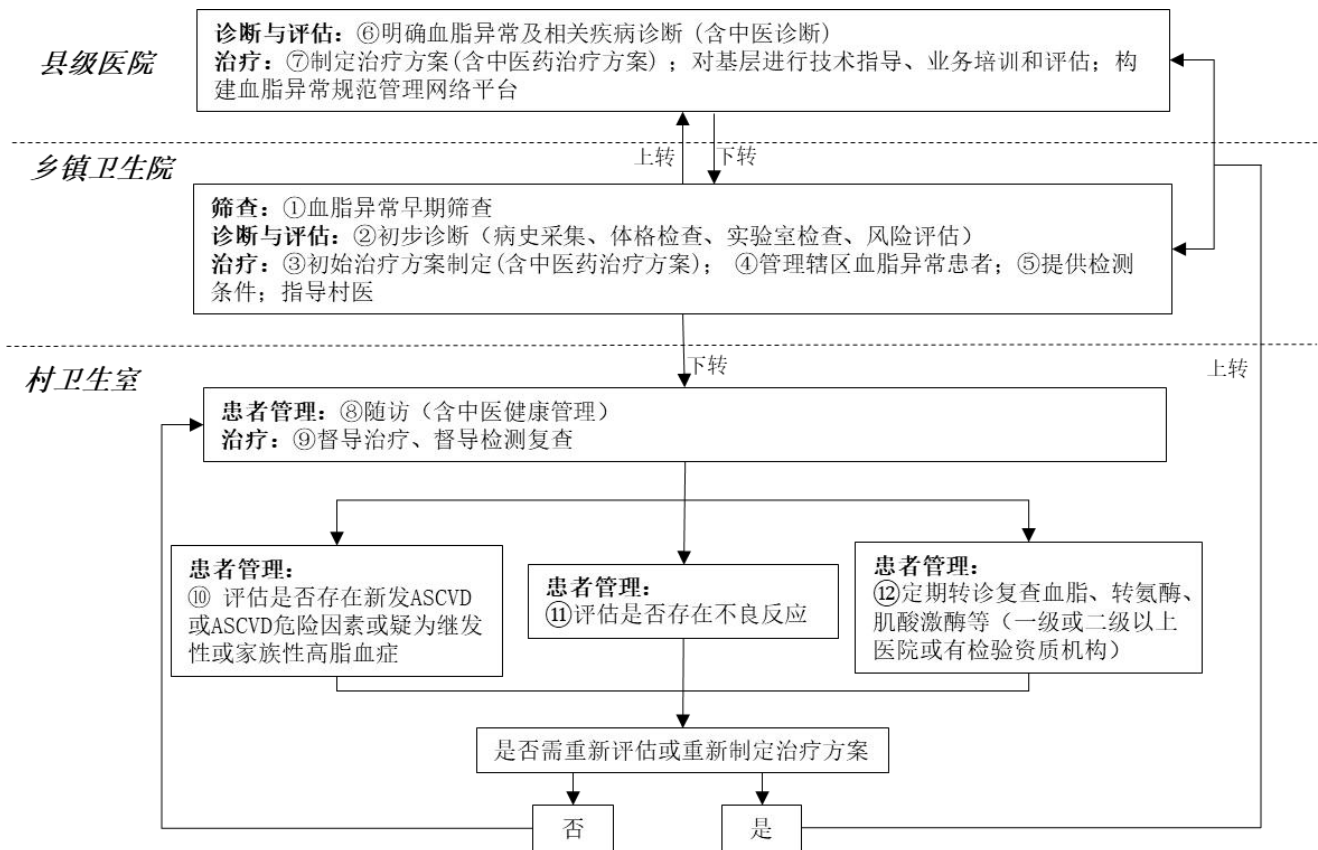 县级医院
诊断与评估：⑥明确血脂异常及相关疾病诊断（含中医诊断）
治疗：⑦制定治疗方案(含中医药治疗方案)；对基层进行技术指导、业务培训和评估；构
建血脂异常规范管理网络平台
上转
下转
乡镇卫生院
筛查：①血脂异常早期筛查
诊断与评估：②初步诊断（病史采集、体格检查、实验室检查、风险评估）
治疗：③初始治疗方案制定(含中医药治疗方案)； ④管理辖区血脂异常患者；⑤提供检测
条件；指导村医
下转
上转
村卫生室
患者管理：⑧随访（含中医健康管理）
治疗：⑨督导治疗、督导检测复查
患者管理：
⑩ 评估是否存在新发ASCVD
或ASCVD危险因素或疑为继发
性或家族性高脂血症
患者管理：
⑪评估是否存在不良反应
患者管理：
⑫定期转诊复查血脂、转氨酶、
肌酸激酶等（一级或二级以上
医院或有检验资质机构）
是否需重新评估或重新制定治疗方案
否
是